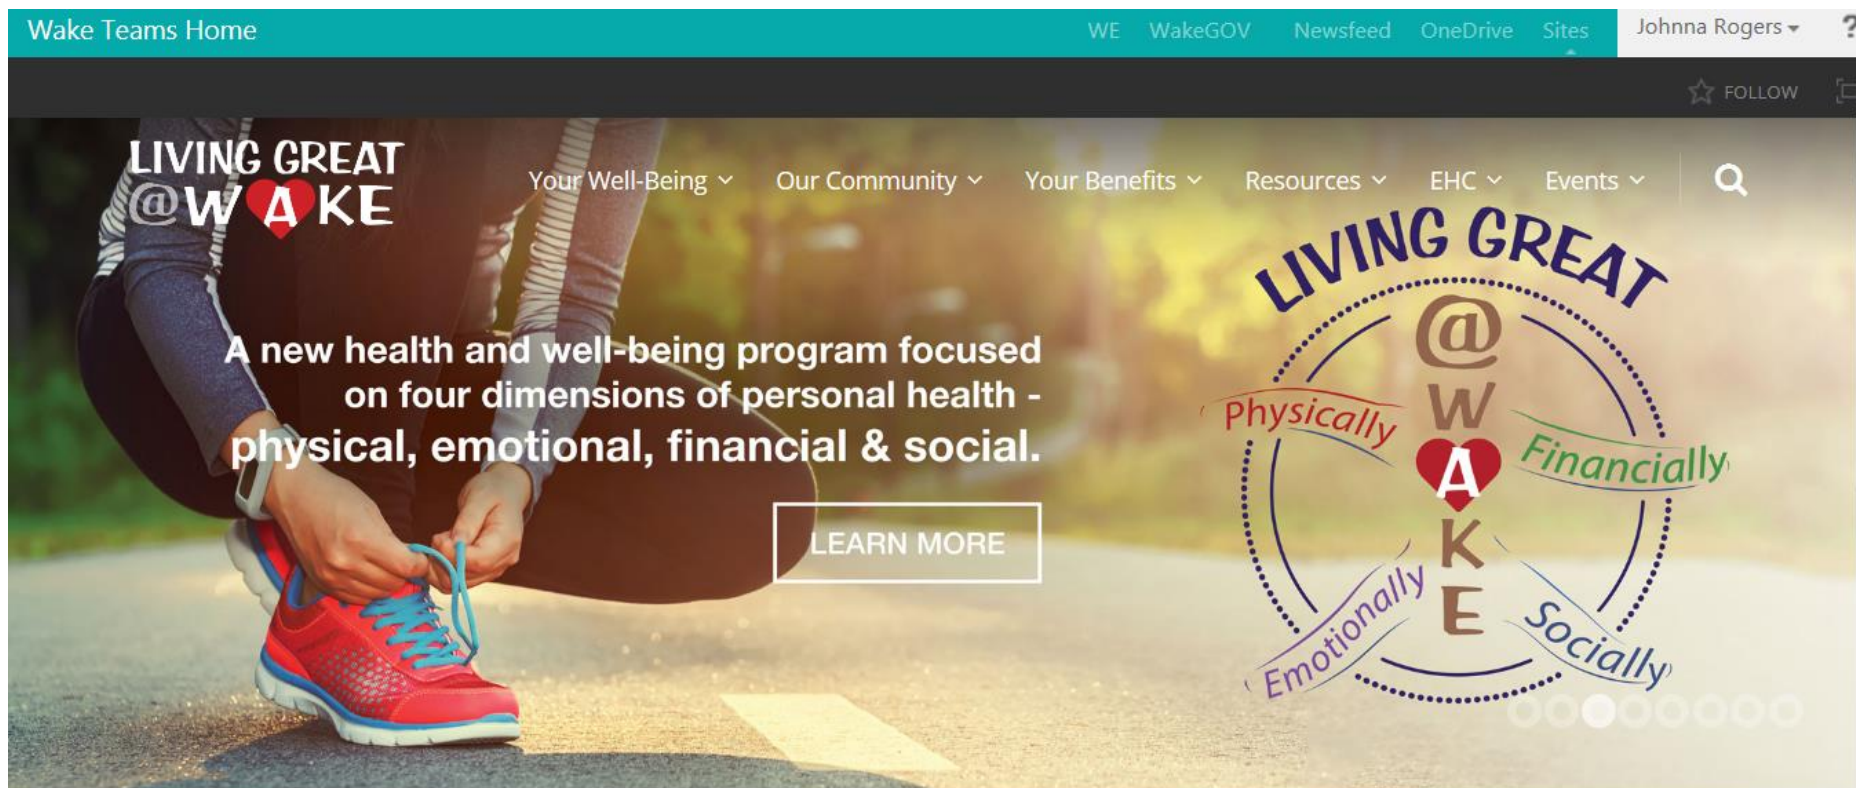 Wake Teams Home
WE WakeGOV Newsfeed OneDrive Sites Johnna Rogers ?
FOLLOW
LIVING GREAT
@WAKE
Your Well-Being Our Community Your Benefits Resources EHC Events
A new health and well-being program focused
on four dimensions of personal health -
physical, emotional, financial & social.
LEARN MORE
LIVING GREAT
@WAKE
Physically
Financially
Emotionally
Socially